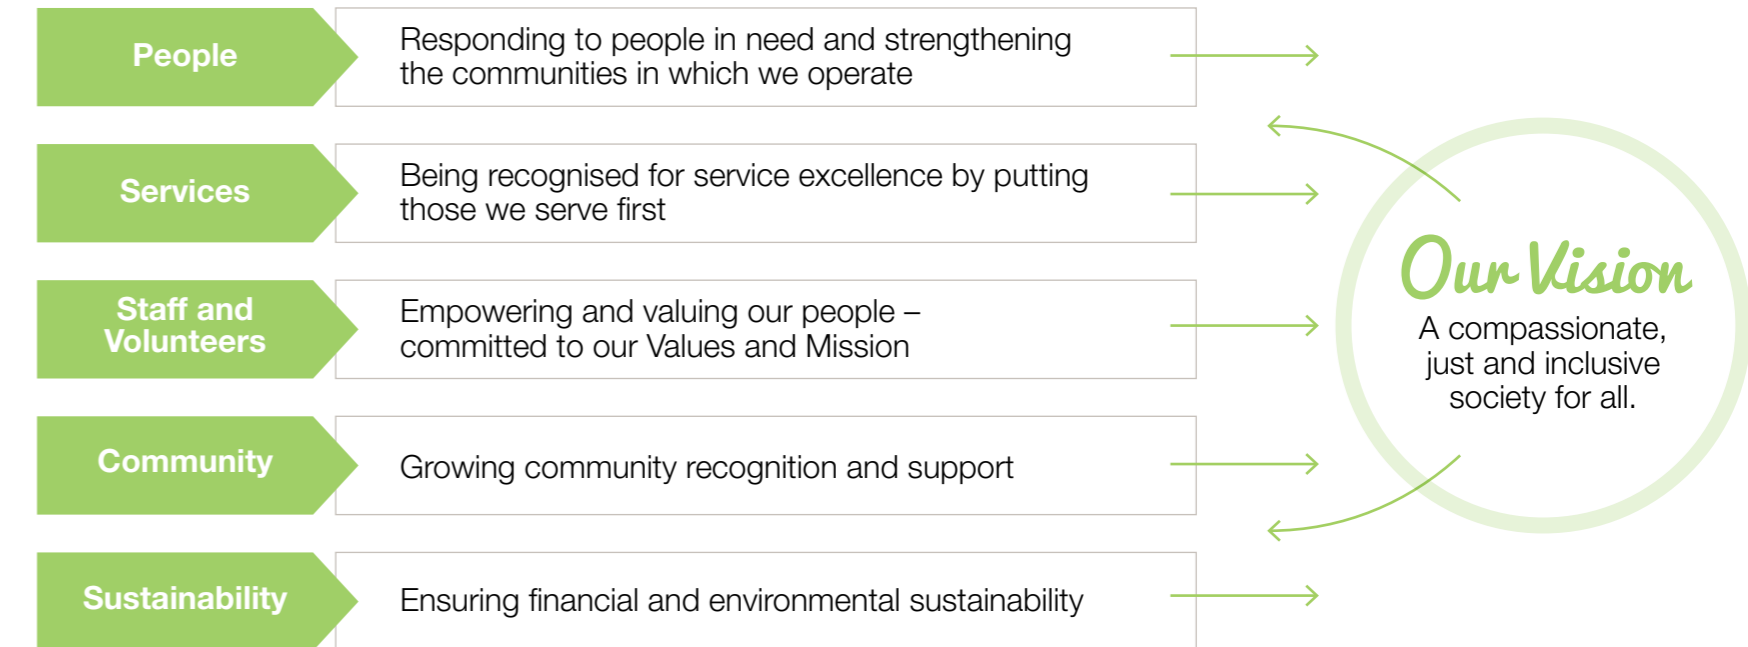 People
Responding to people in need and strengthening
the communities in which we operate
Services
Being recognised for service excellence by putting
those we serve first
Staff and
Volunteers
Empowering and valuing our people –
committed to our Values and Mission
Community
Growing community recognition and support
Sustainability
Ensuring financial and environmental sustainability
Our Vision
A compassionate,
just and inclusive
society for all.